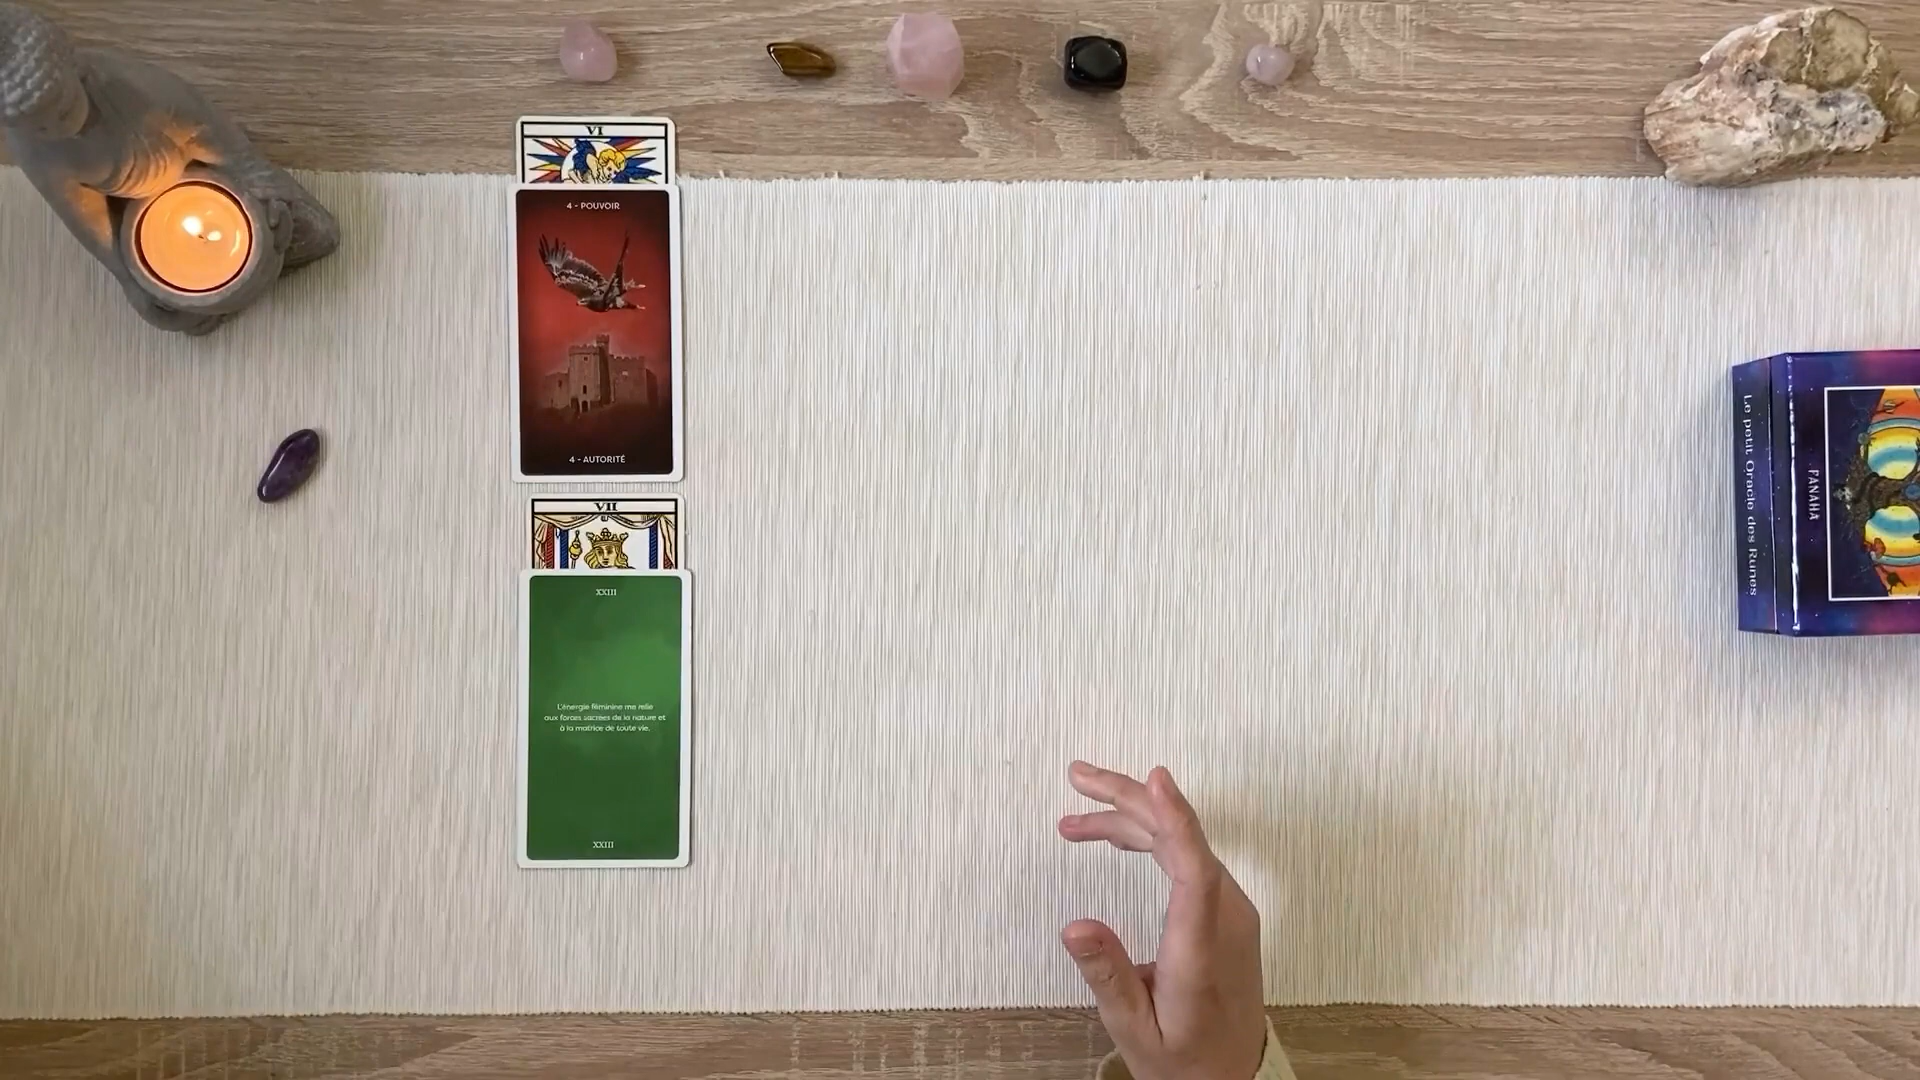 VI
4 - POUVOIR
4 - AUTORITÉ
VII
XXIII
L'énergie féminine me relie
aux forces sacrées de la nature et
à la matrice de toute vie.
XXIII
Le petit Oracle des Runes
FANAHA